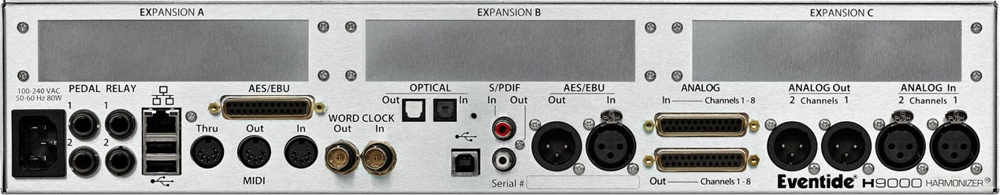 EXPANSION A
EXPANSION B
EXPANSION C
100-240 VAC
50-60 Hz 80W
PEDAL RELAY
1 1
2 2
AES/EBU
Thru Out In
MIDI
WORD CLOCK
Out In
OPTICAL
Out In
S/PDIF
In Out
Serial #
AES/EBU
Out In
PUSH
ANALOG
In Channels 1 - 8
Out Channels 1 - 8
ANALOG Out
2 Channels 1
ANALOG In
2 Channels 1
PUSH PUSH
Eventide® H9000 HARMONIZER®